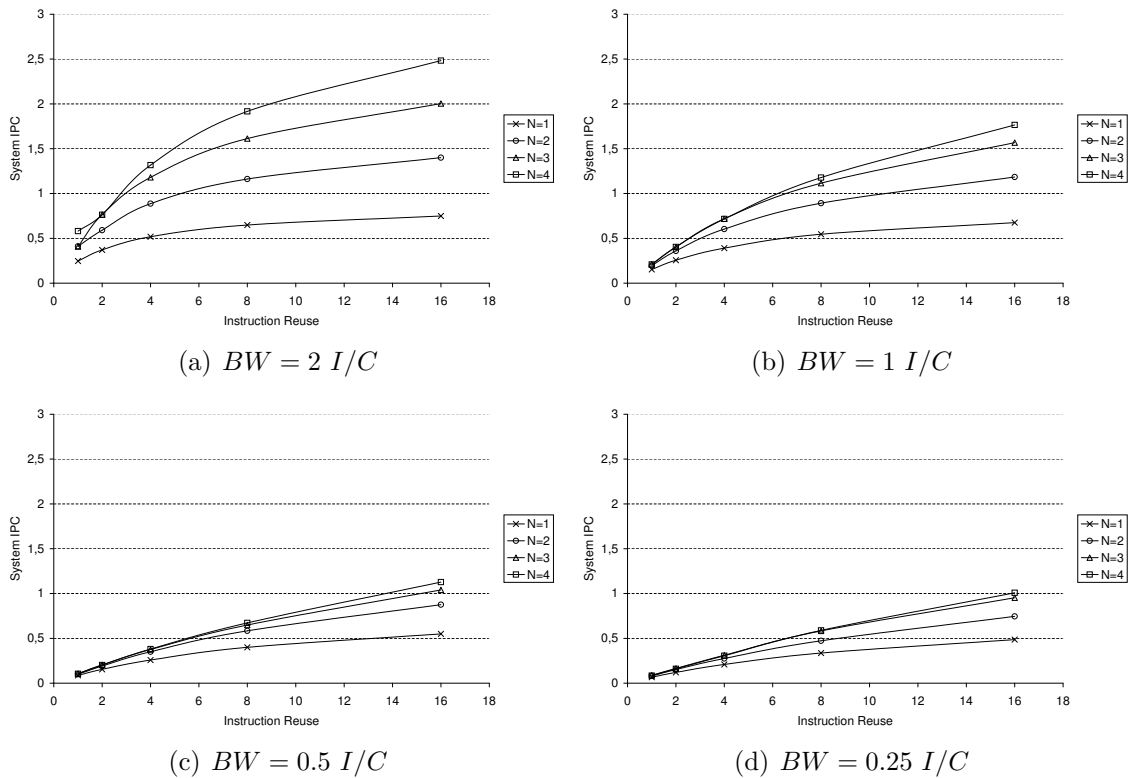 3
2,5
2
1,5
1
0,5
0
System IPC
0 2 4 6 8 10 12 14 16 18
Instruction Reuse
N=1
N=2
N=3
N=4
(a) BW = 2 I/C
3
2,5
2
1,5
1
0,5
0
System IPC
0 2 4 6 8 10 12 14 16 18
Instruction Reuse
N=1
N=2
N=3
N=4
(b) BW = 1 I/C
3
2,5
2
1,5
1
0,5
0
System IPC
0 2 4 6 8 10 12 14 16 18
Instruction Reuse
N=1
N=2
N=3
N=4
(c) BW = 0.5 I/C
3
2,5
2
1,5
1
0,5
0
System IPC
0 2 4 6 8 10 12 14 16 18
Instruction Reuse
N=1
N=2
N=3
N=4
(d) BW = 0.25 I/C